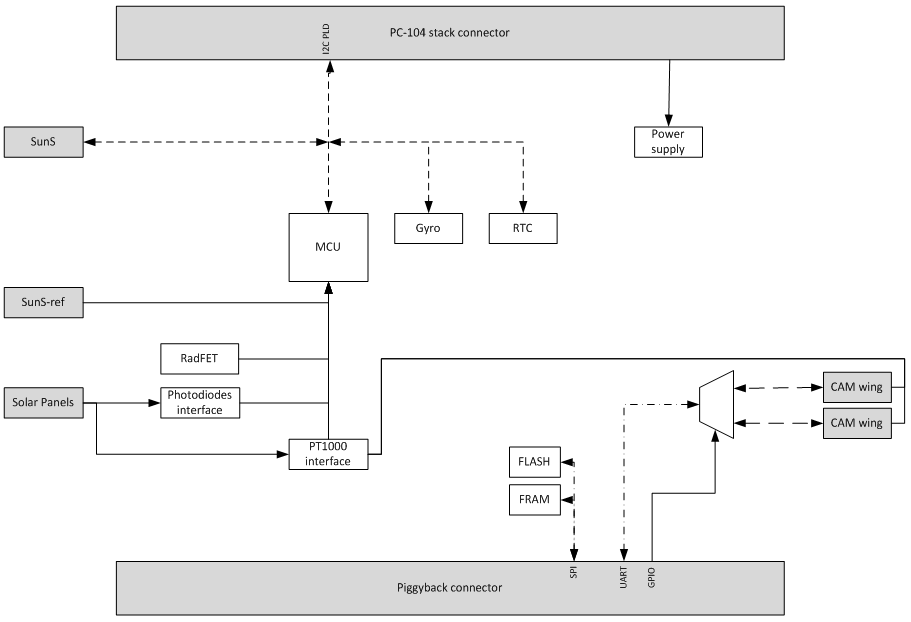 PC-104 stack connector
I2C PLD
SunS
Power
supply
MCU
Gyro
RTC
SunS-ref
RadFET
Solar Panels
Photodiodes
interface
CAM wing
CAM wing
PT1000
interface
FLASH
FRAM
SPI
UART
GPIO
Piggyback connector